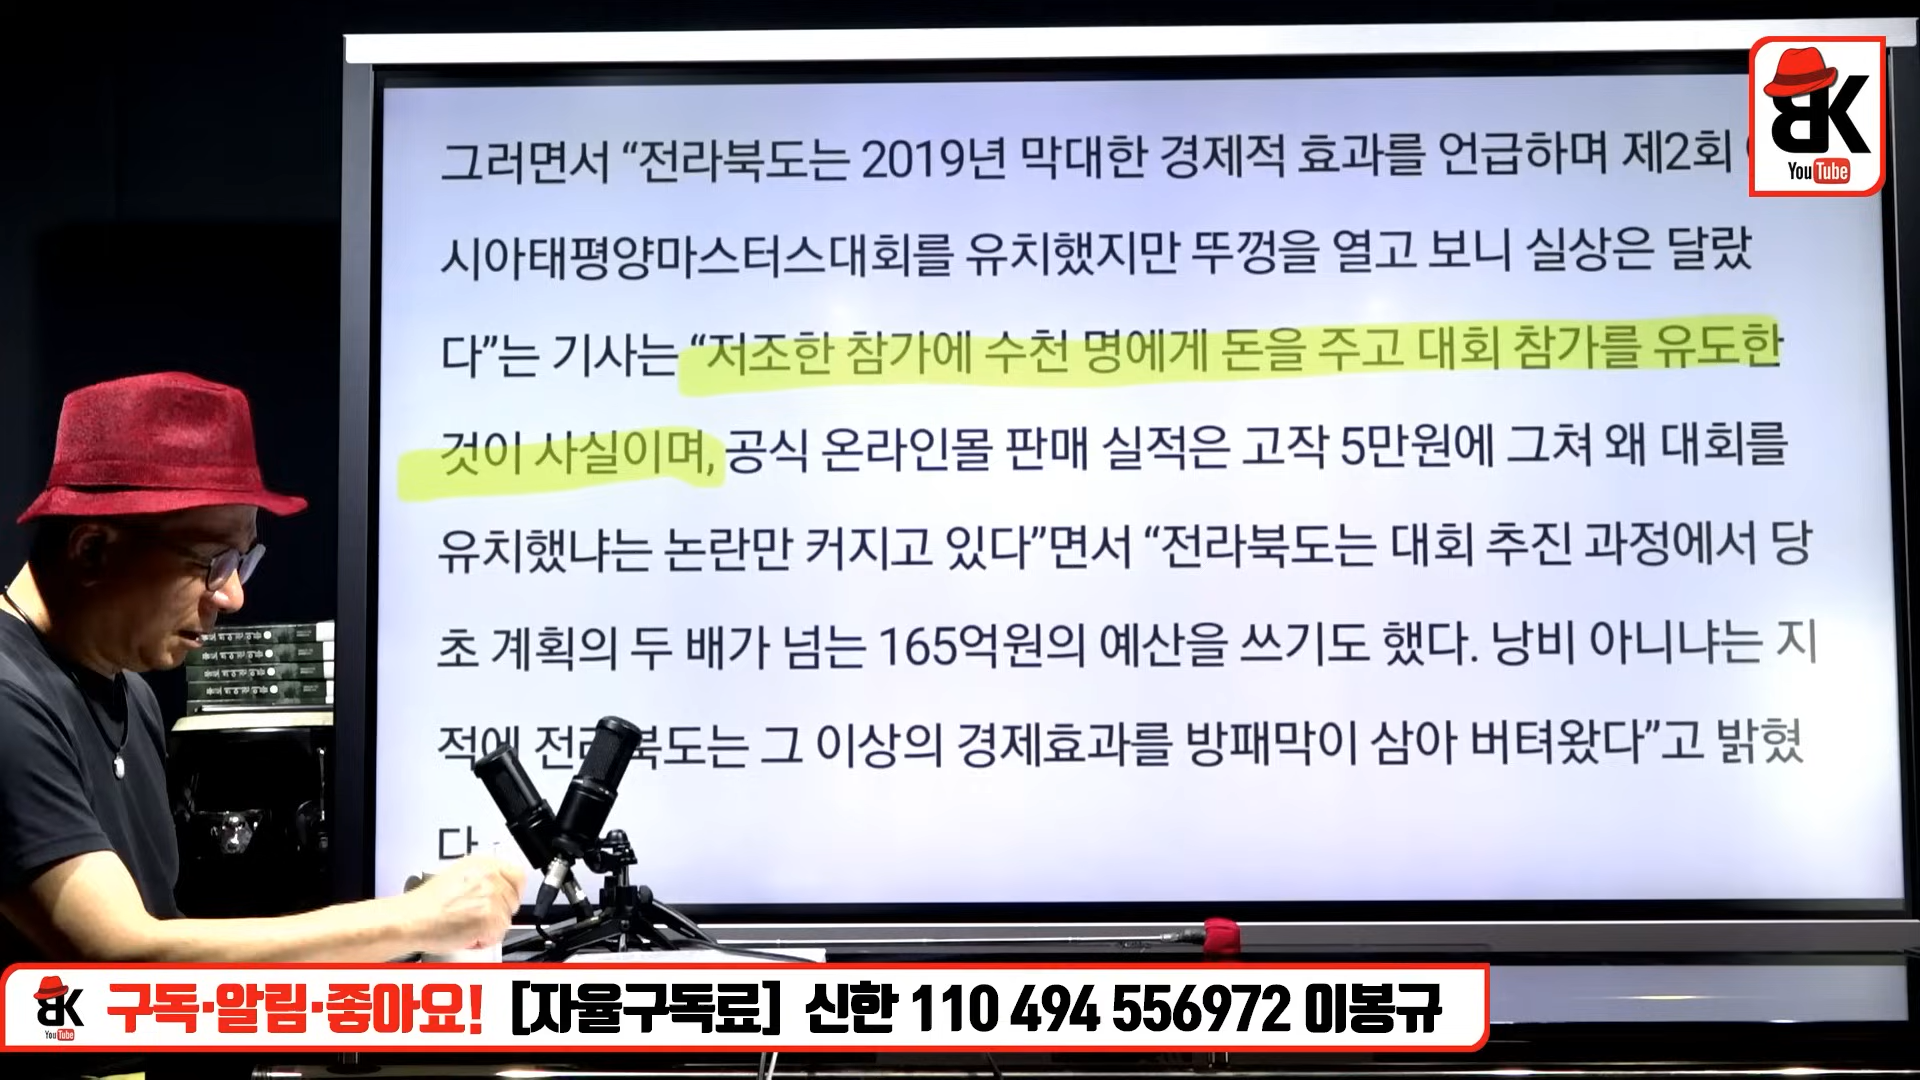 그러면서 “전라북도는 2019년 막대한 경제적 효과를 언급하며 제2회
시아태평양마스터스대회를 유치했지만 뚜껑을 열고 보니 실상은 달랐
다”는 기사는 “저조한 참가에 수천 명에게 돈을 주고 대회 참가를 유도한
것이 사실이며, 공식 온라인몰 판매 실적은 고작 5만원에 그쳐 왜 대회를
유치했냐는 논란만 커지고 있다”면서 “전라북도는 대회 추진 과정에서 당
초 계획의 두 배가 넘는 165억원의 예산을 쓰기도 했다. 낭비 아니냐는 지
적에 전라북도는 그 이상의 경제효과를 방패막이 삼아 버텨왔다”고 밝혔
다.
BK
YouTube
BK
YouTube
구독·알림·좋아요! [자율구독료] 신한 110 494 556972 이봉규